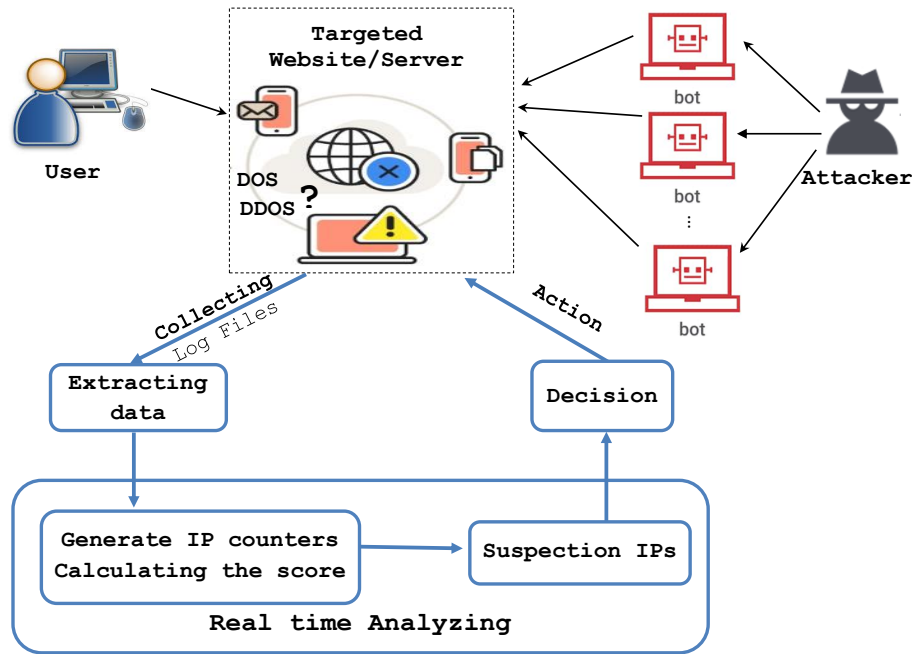 Targeted
Website/Server
User
DOS
DDOS ?
bot
bot
...
bot
Attacker
Collecting
Log Files
Action
Extracting
data
Decision
Generate IP counters
Calculating the score
Suspection IPs
Real time Analyzing